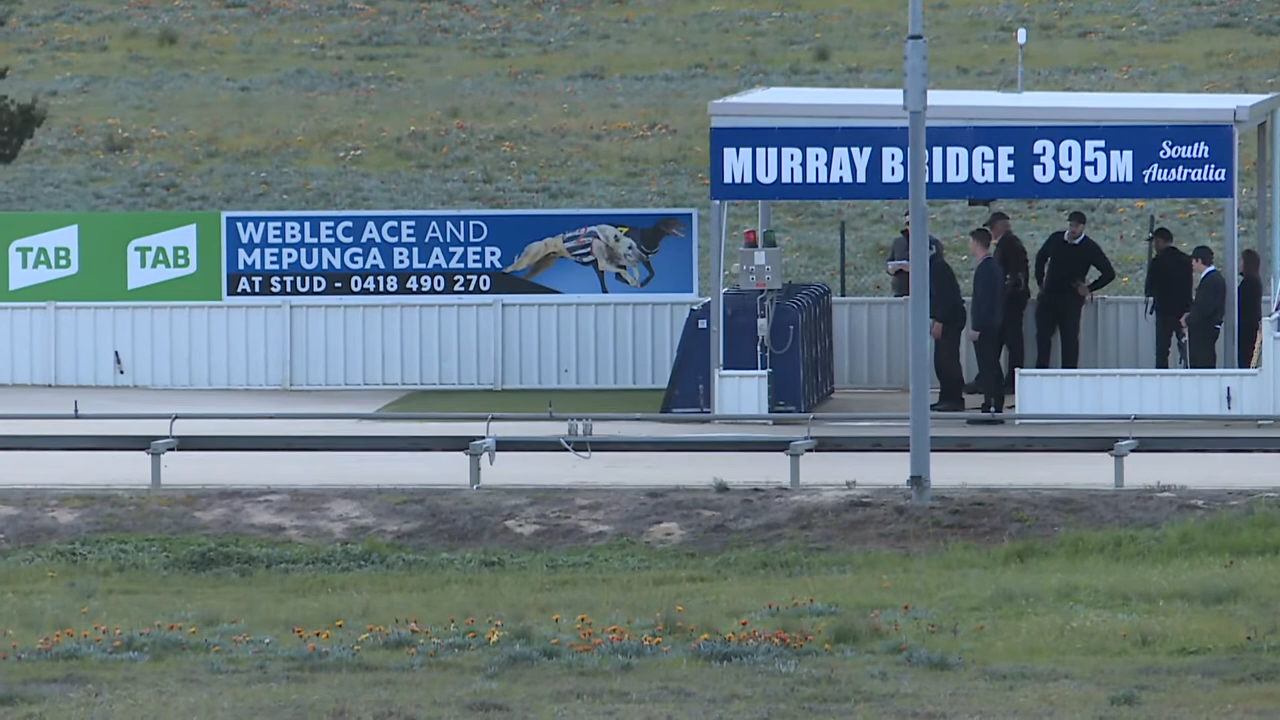 TAB
TAB
WEBLEC ACE AND
MEPUNGA BLAZER
AT STUD - 0418 490 270
MURRAY BRIDGE 395M
South
Australia